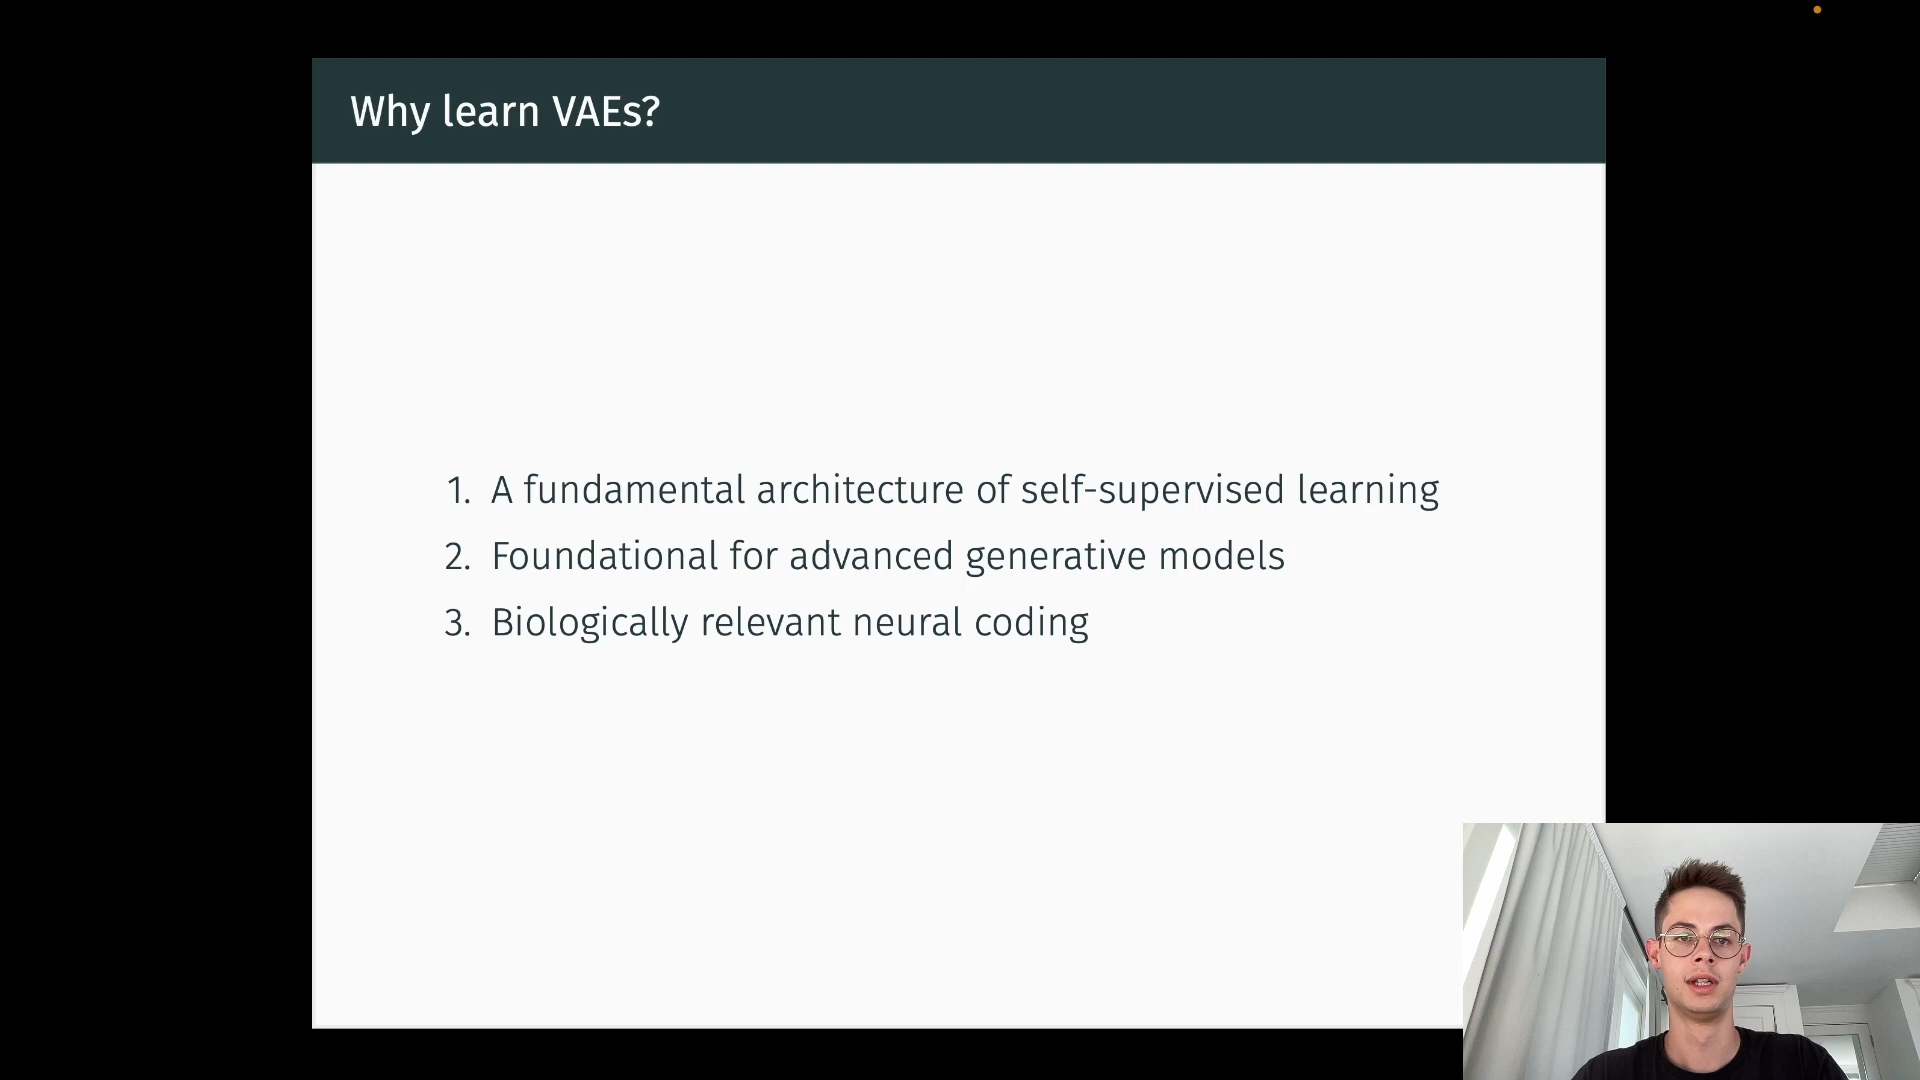 Why learn VAEs?
1. A fundamental architecture of self-supervised learning
2. Foundational for advanced generative models
3. Biologically relevant neural coding